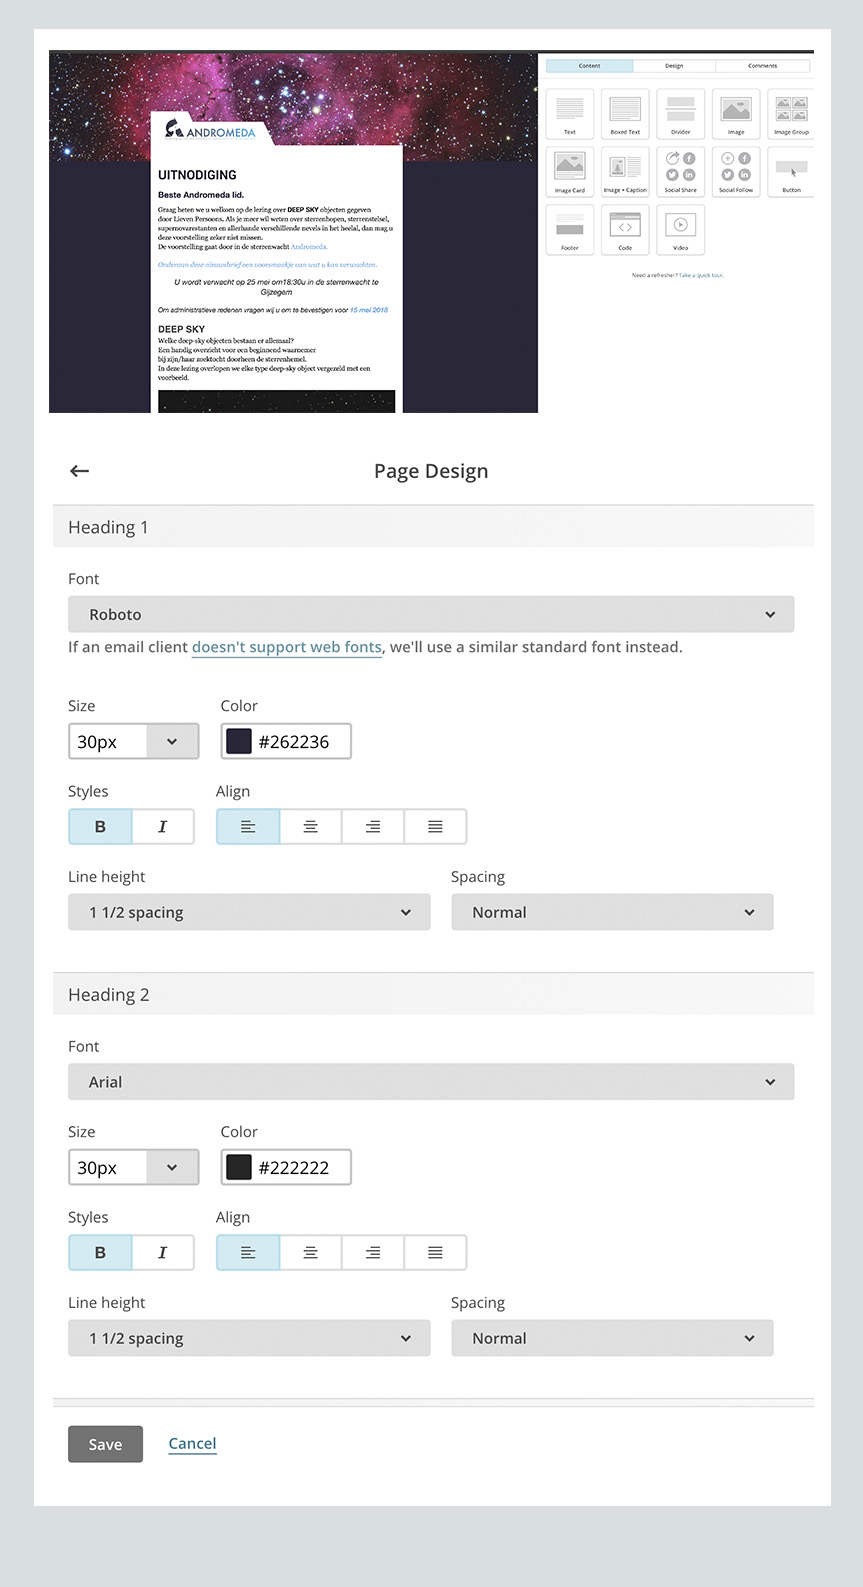 Content Design Comments
ANDROMEDA
Text Boxed Text Divider Image Image Group
UITNODIGING
Beste Andromeda lid.
Graag heten we u welkom op de lezing over DEEP SKY objecten gegeven
door Lieven Persoons. Als je meer wil weten over sterrenhopen, sterrenstelsel,
supernovarestanten en allerhande verschillende nevels in het heelal, dan mag u
deze voorstelling zeker niet missen.
De voorstelling gaat door in de sterrenwacht Andromeda.
Image Card Image + Caption Social Share Social Follow Button
Onderaan deze nieuwsbrief een voorsmaakje van wat u kan verwachten.
Footer Code Video
U wordt verwacht op 25 mei om18:30u in de sterrenwacht te
Gijzegem
Need a refresher? Take a quick tour.
Om administratieve redenen vragen wij u om te bevestigen voor 15 mei 2018
DEEP SKY
Welke deep-sky objecten bestaan er allemaal?
Een handig overzicht voor een beginnend waarnemer
bij zijn/haar zoektocht doorheen de sterrenhemel.
In deze lezing overlopen we elke type deep-sky object vergezeld met een
voorbeeld.
Page Design
Heading 1
Font
Roboto
If an email client doesn't support web fonts, we'll use a similar standard font instead.
Size Color
30px #262236
Styles Align
B I
Line height Spacing
1 1/2 spacing Normal
Heading 2
Font
Arial
Size Color
30px #222222
Styles Align
B I
Line height Spacing
1 1/2 spacing Normal
Save Cancel